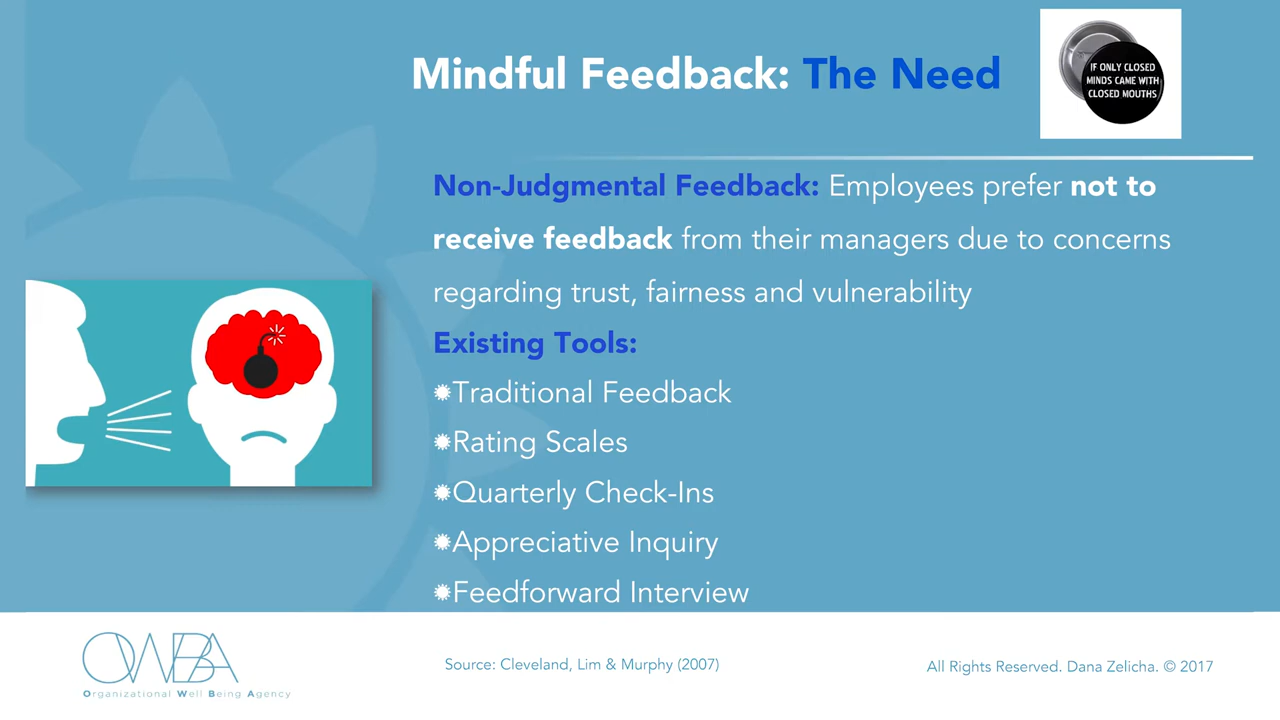 Mindful Feedback: The Need
IF ONLY CLOSED
MINDS CAME WITH
CLOSED MOUTHS
Non-Judgmental Feedback: Employees prefer not to
receive feedback from their managers due to concerns
regarding trust, fairness and vulnerability
Existing Tools:
✹Traditional Feedback
✹Rating Scales
✹Quarterly Check-Ins
✹Appreciative Inquiry
✹Feedforward Interview
OWBA
Organizational Well Being Agency
Source: Cleveland, Lim & Murphy (2007)
All Rights Reserved. Dana Zelicha. © 2017